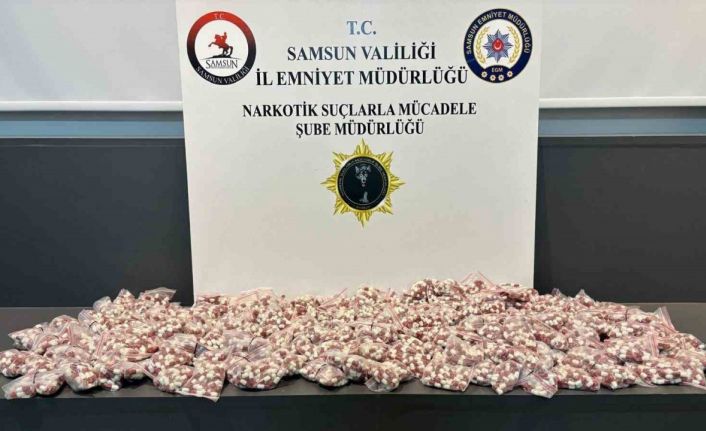 T.C.
SAMSUN VALİLİĞİ
İL EMNİYET MÜDÜRLÜĞÜ
NARKOTİK SUÇLARLA MÜCADELE
ŞUBE MÜDÜRLÜĞÜ
T.C.
SAMSUN
SAMSUN VALİLİĞİ
SAMSUN EMNİYET MÜDÜRLÜĞÜ
EGM